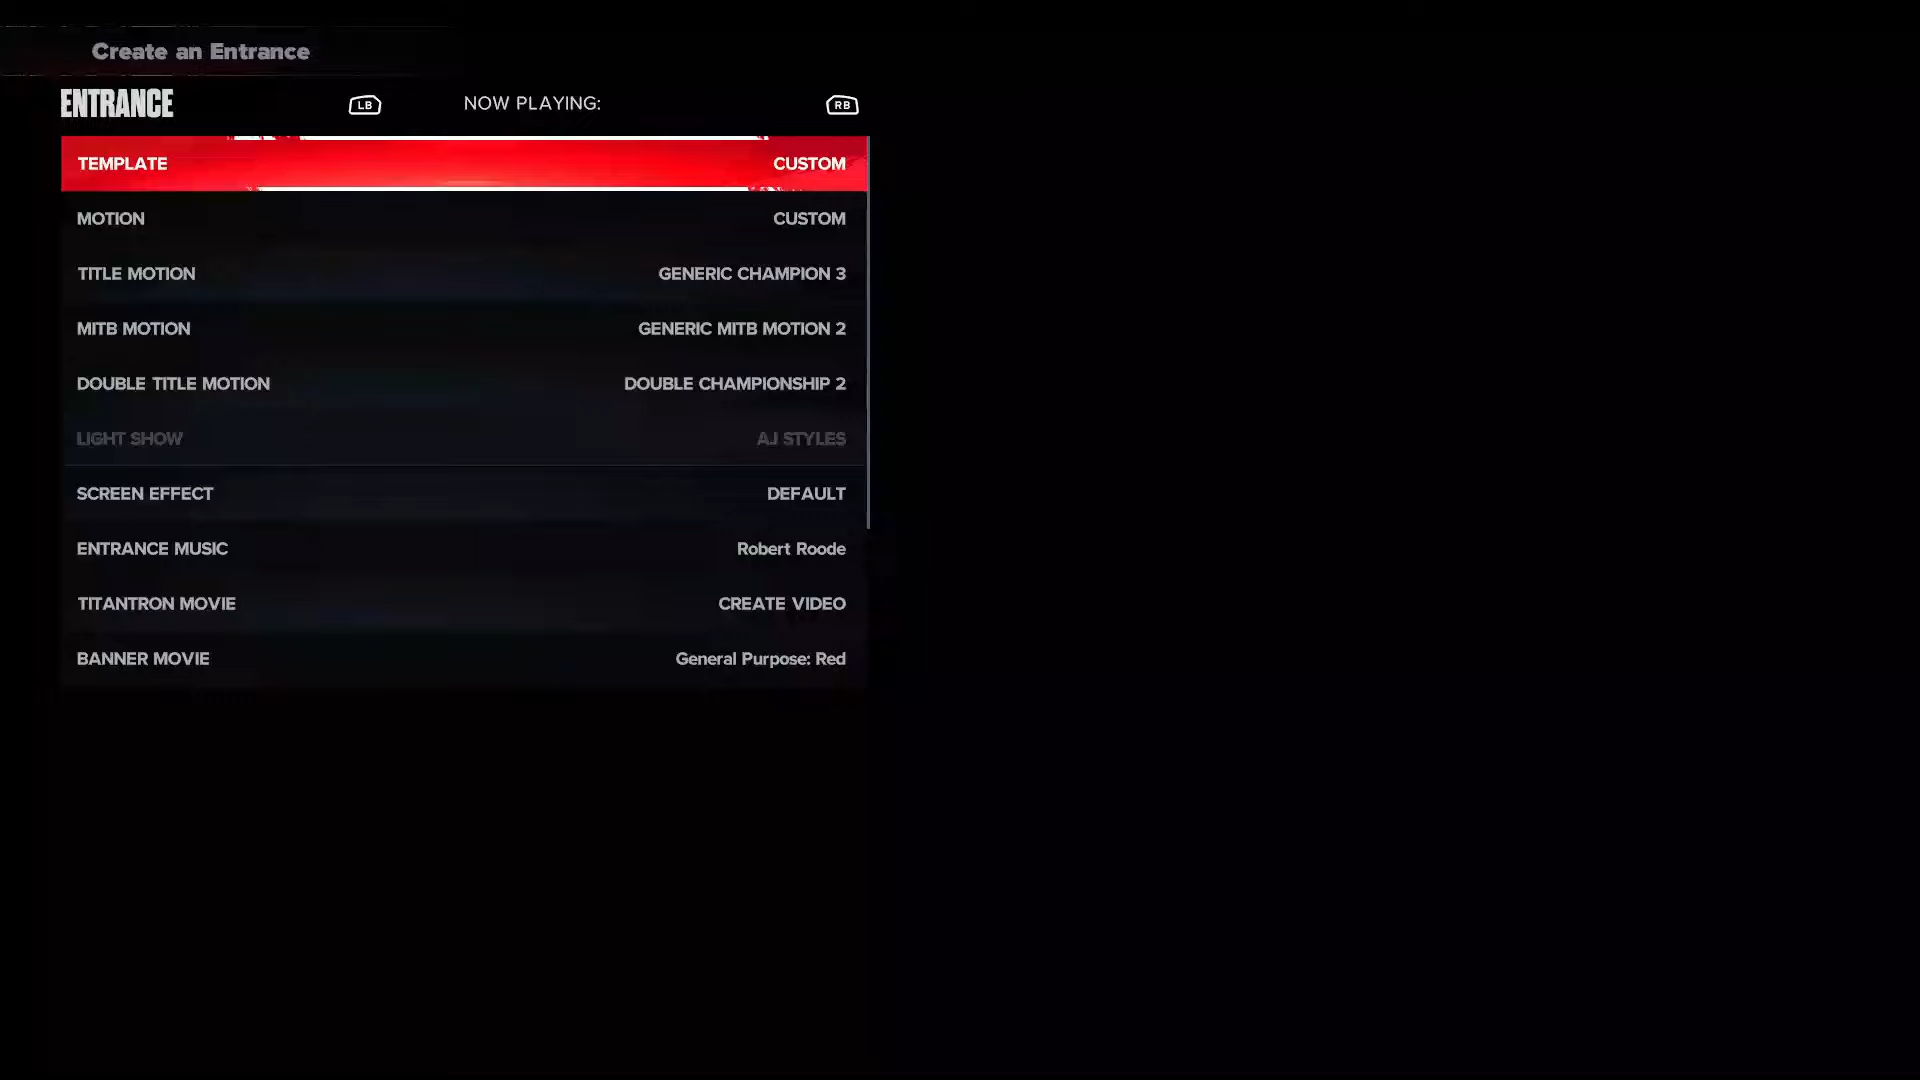 Create an Entrance
ENTRANCE LB NOW PLAYING: RB
TEMPLATE CUSTOM
MOTION CUSTOM
TITLE MOTION GENERIC CHAMPION 3
MITB MOTION GENERIC MITB MOTION 2
DOUBLE TITLE MOTION DOUBLE CHAMPIONSHIP 2
LIGHT SHOW AJ STYLES
SCREEN EFFECT DEFAULT
ENTRANCE MUSIC Robert Roode
TITANTRON MOVIE CREATE VIDEO
BANNER MOVIE General Purpose: Red